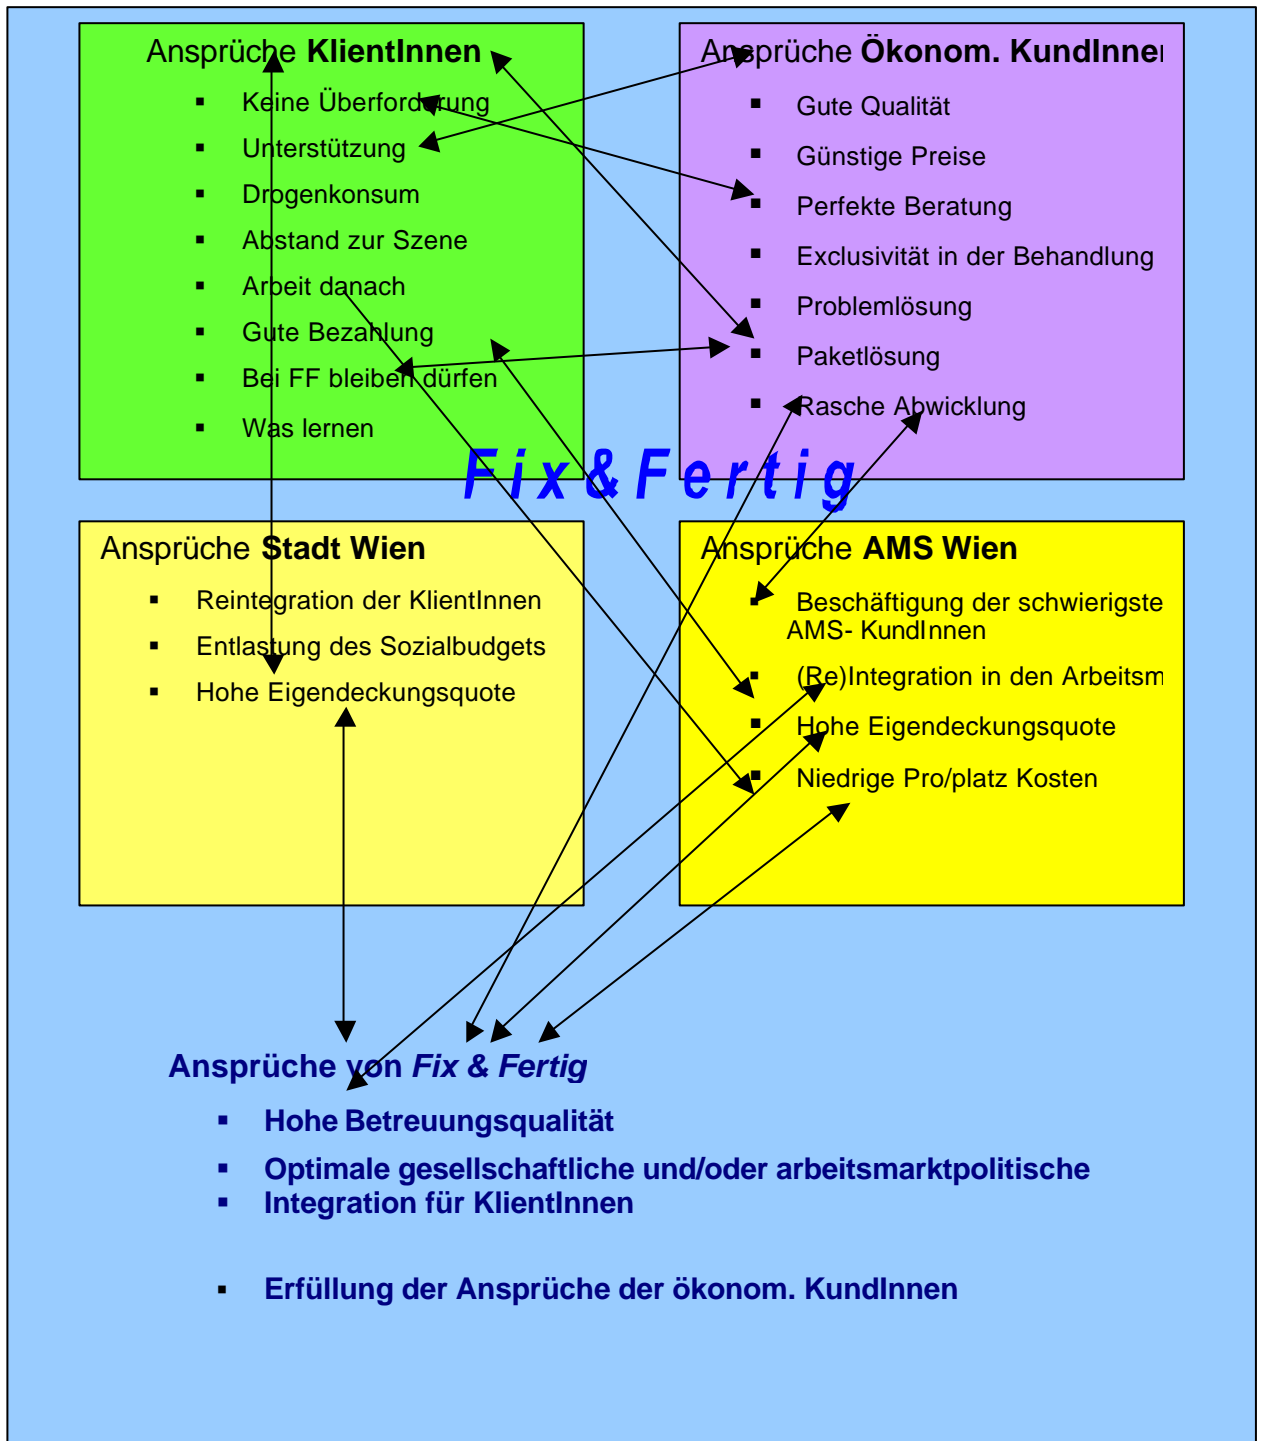 Ansprüche KlientInnen
Keine Überforderung
Unterstützung
Drogenkonsum
Abstand zur Szene
Arbeit danach
Gute Bezahlung
Bei FF bleiben dürfen
Was lernen
Ansprüche Ökonom. KundInnen
Gute Qualität
Günstige Preise
Perfekte Beratung
Exclusivität in der Behandlung
Problemlösung
Paketlösung
Rasche Abwicklung
Fix&Fertig
Ansprüche Stadt Wien
Reintegration der KlientInnen
Entlastung des Sozialbudgets
Hohe Eigendeckungsquote
Ansprüche AMS Wien
Beschäftigung der schwierigste
AMS- KundInnen
(Re)Integration in den Arbeitsm
Hohe Eigendeckungsquote
Niedrige Pro/platz Kosten
Ansprüche von Fix & Fertig
Hohe Betreuungsqualität
Optimale gesellschaftliche und/oder arbeitsmarktpolitische
Integration für KlientInnen
Erfüllung der Ansprüche der ökonom. KundInnen